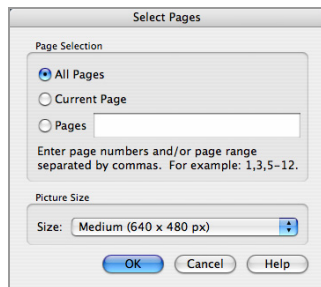 Select Pages
Page Selection
All Pages
Current Page
Pages
Enter page numbers and/or page range
separated by commas. For example: 1,3,5-12.
Picture Size
Size: Medium (640 x 480 px)
OK Cancel Help